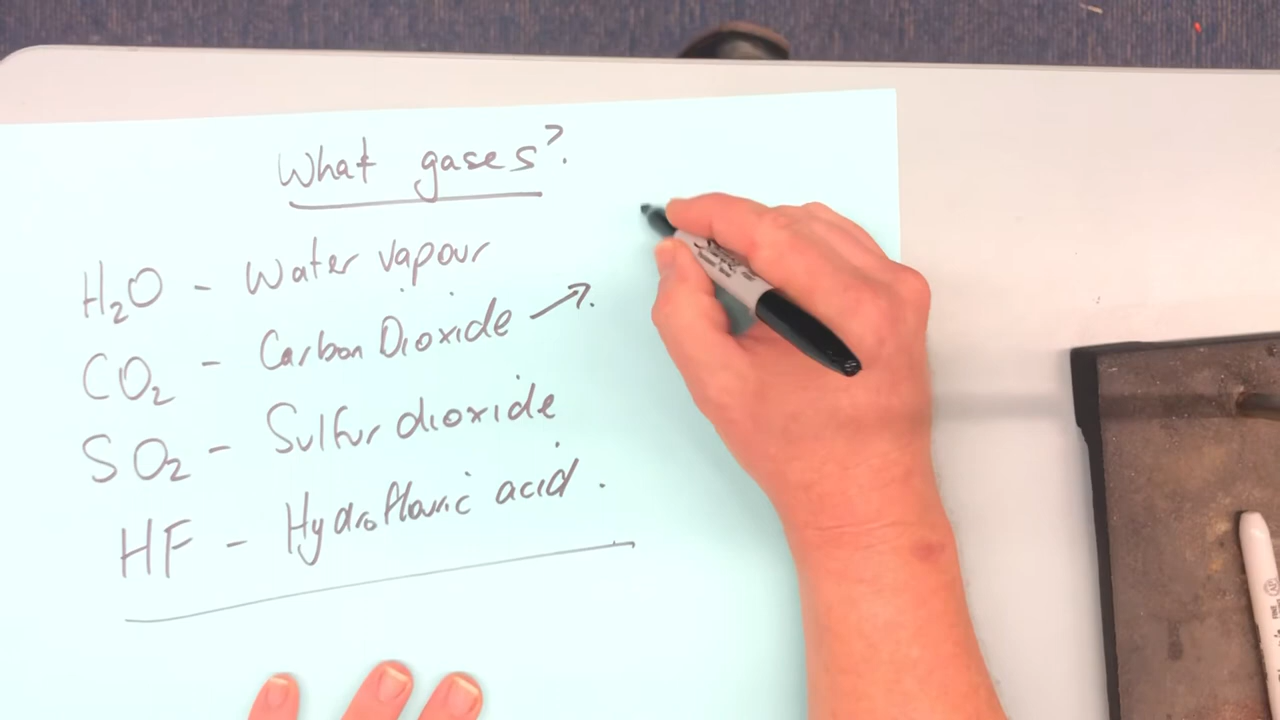 What gases?
H₂O - Water vapour
CO₂ - Carbon Dioxide ↗.
SO₂ - Sulfur dioxide
HF - Hydroflouric acid.